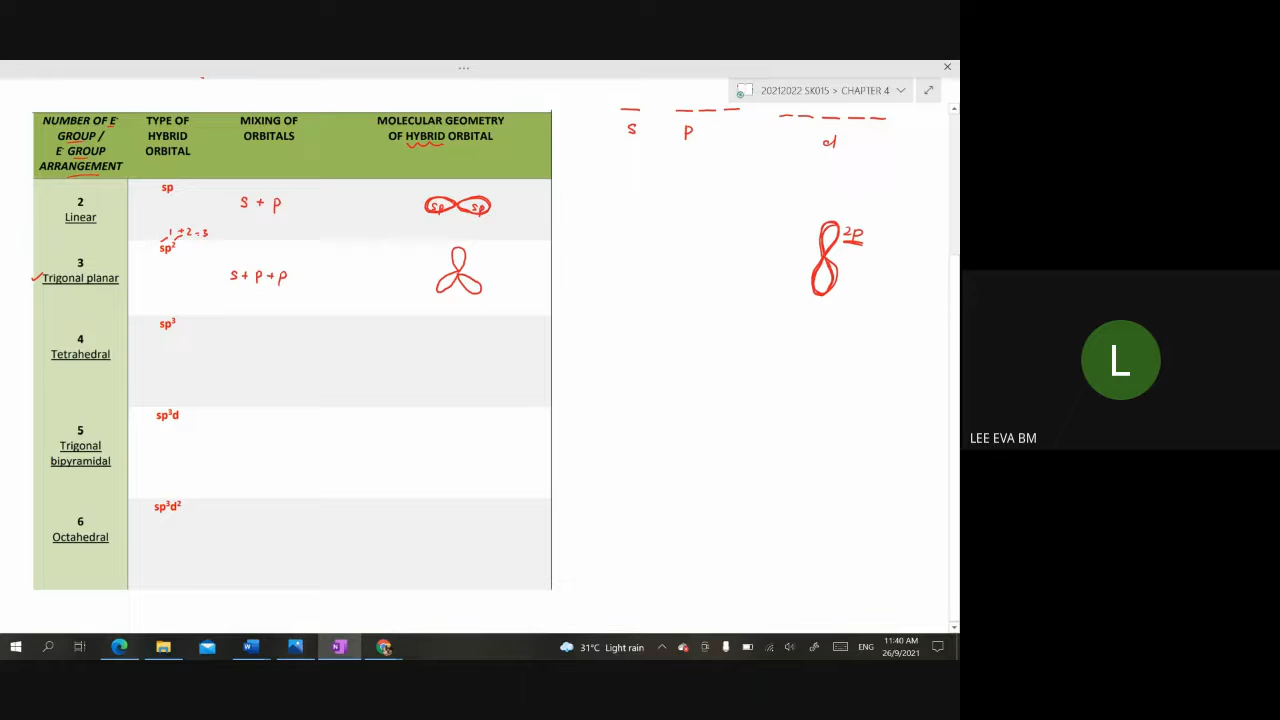 20212022 SK015 > CHAPTER 4
s
p
d
NUMBER OF E-
GROUP /
E- GROUP
ARRANGEMENT
TYPE OF
HYBRID
ORBITAL
MIXING OF
ORBITALS
MOLECULAR GEOMETRY
OF HYBRID ORBITAL
2
Linear
sp
s + p
sp sp
3
Trigonal planar
1 + 2 = 3
sp²
s + p + p
2p
4
Tetrahedral
sp³
5
Trigonal
bipyramidal
sp³d
6
Octahedral
sp³d²
L
LEE EVA BM
31°C Light rain
ENG
11:40 AM
26/9/2021